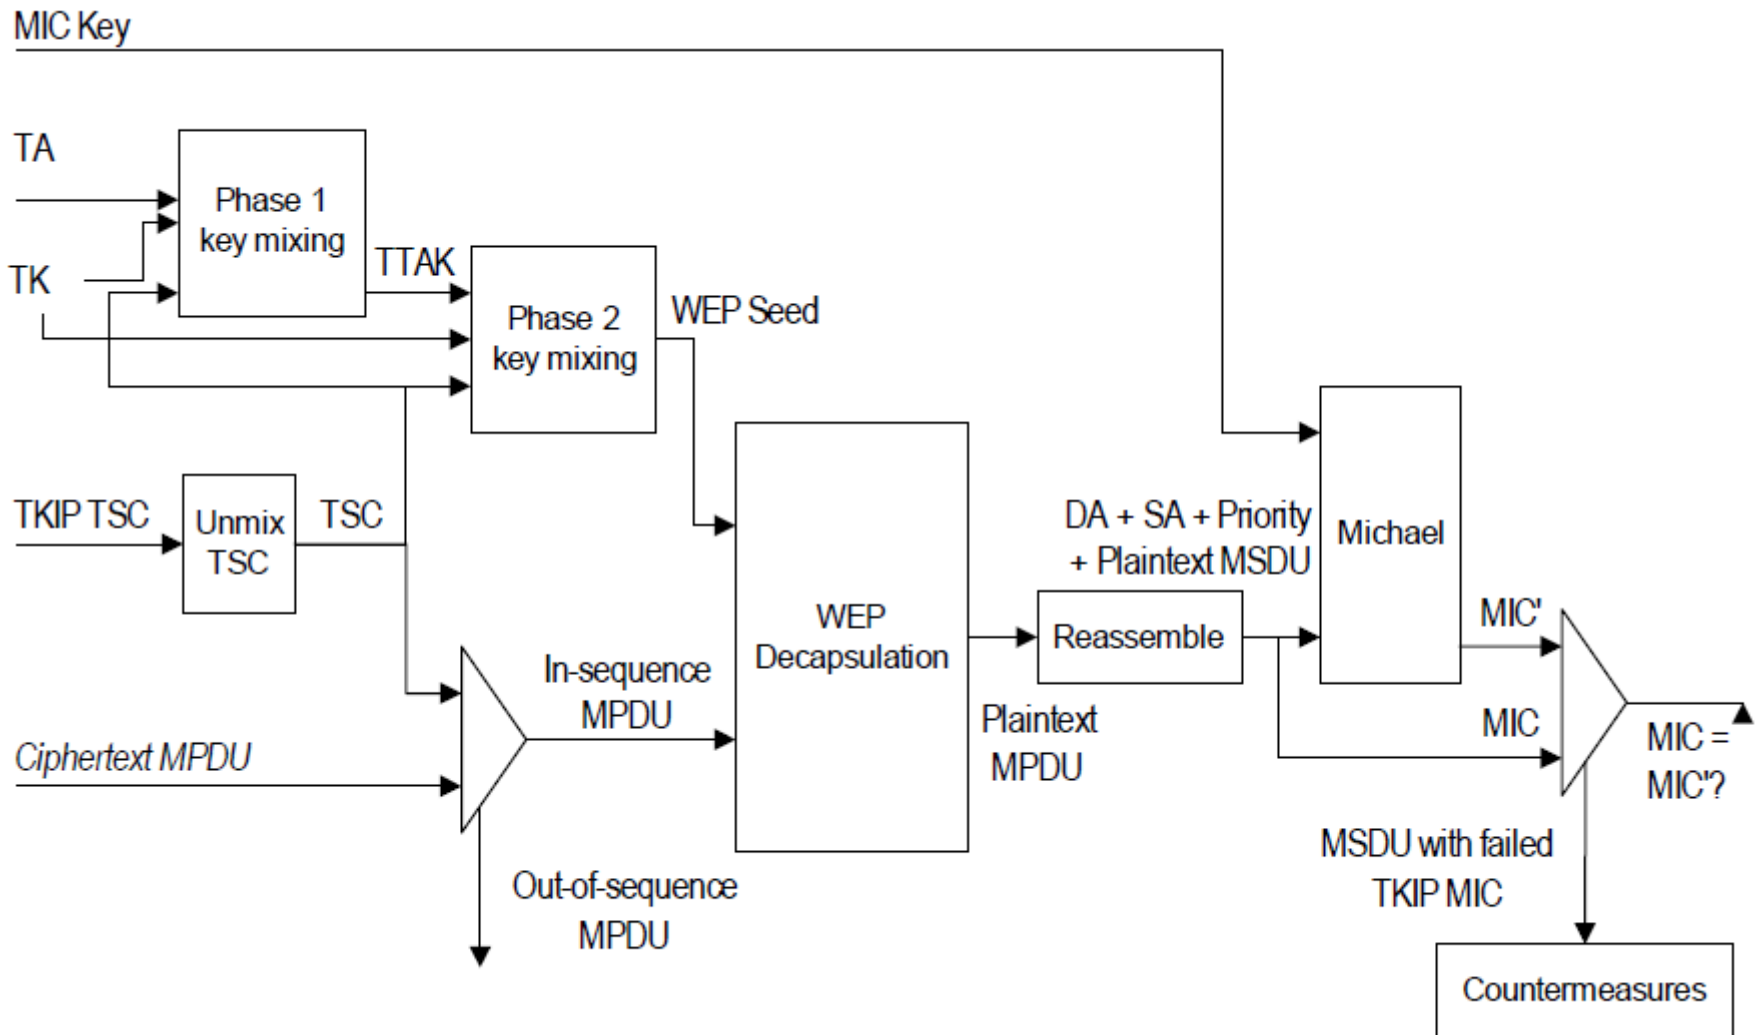 MIC Key
TA
Phase 1
key mixing
TK
TTAK
Phase 2
key mixing
WEP Seed
TKIP TSC
Unmix
TSC
TSC
DA + SA + Priority
+ Plaintext MSDU
Michael
WEP
Decapsulation
Reassemble
MIC'
In-sequence
MPDU
Ciphertext MPDU
Plaintext
MPDU
MIC
MIC =
MIC'?
Out-of-sequence
MPDU
MSDU with failed
TKIP MIC
Countermeasures